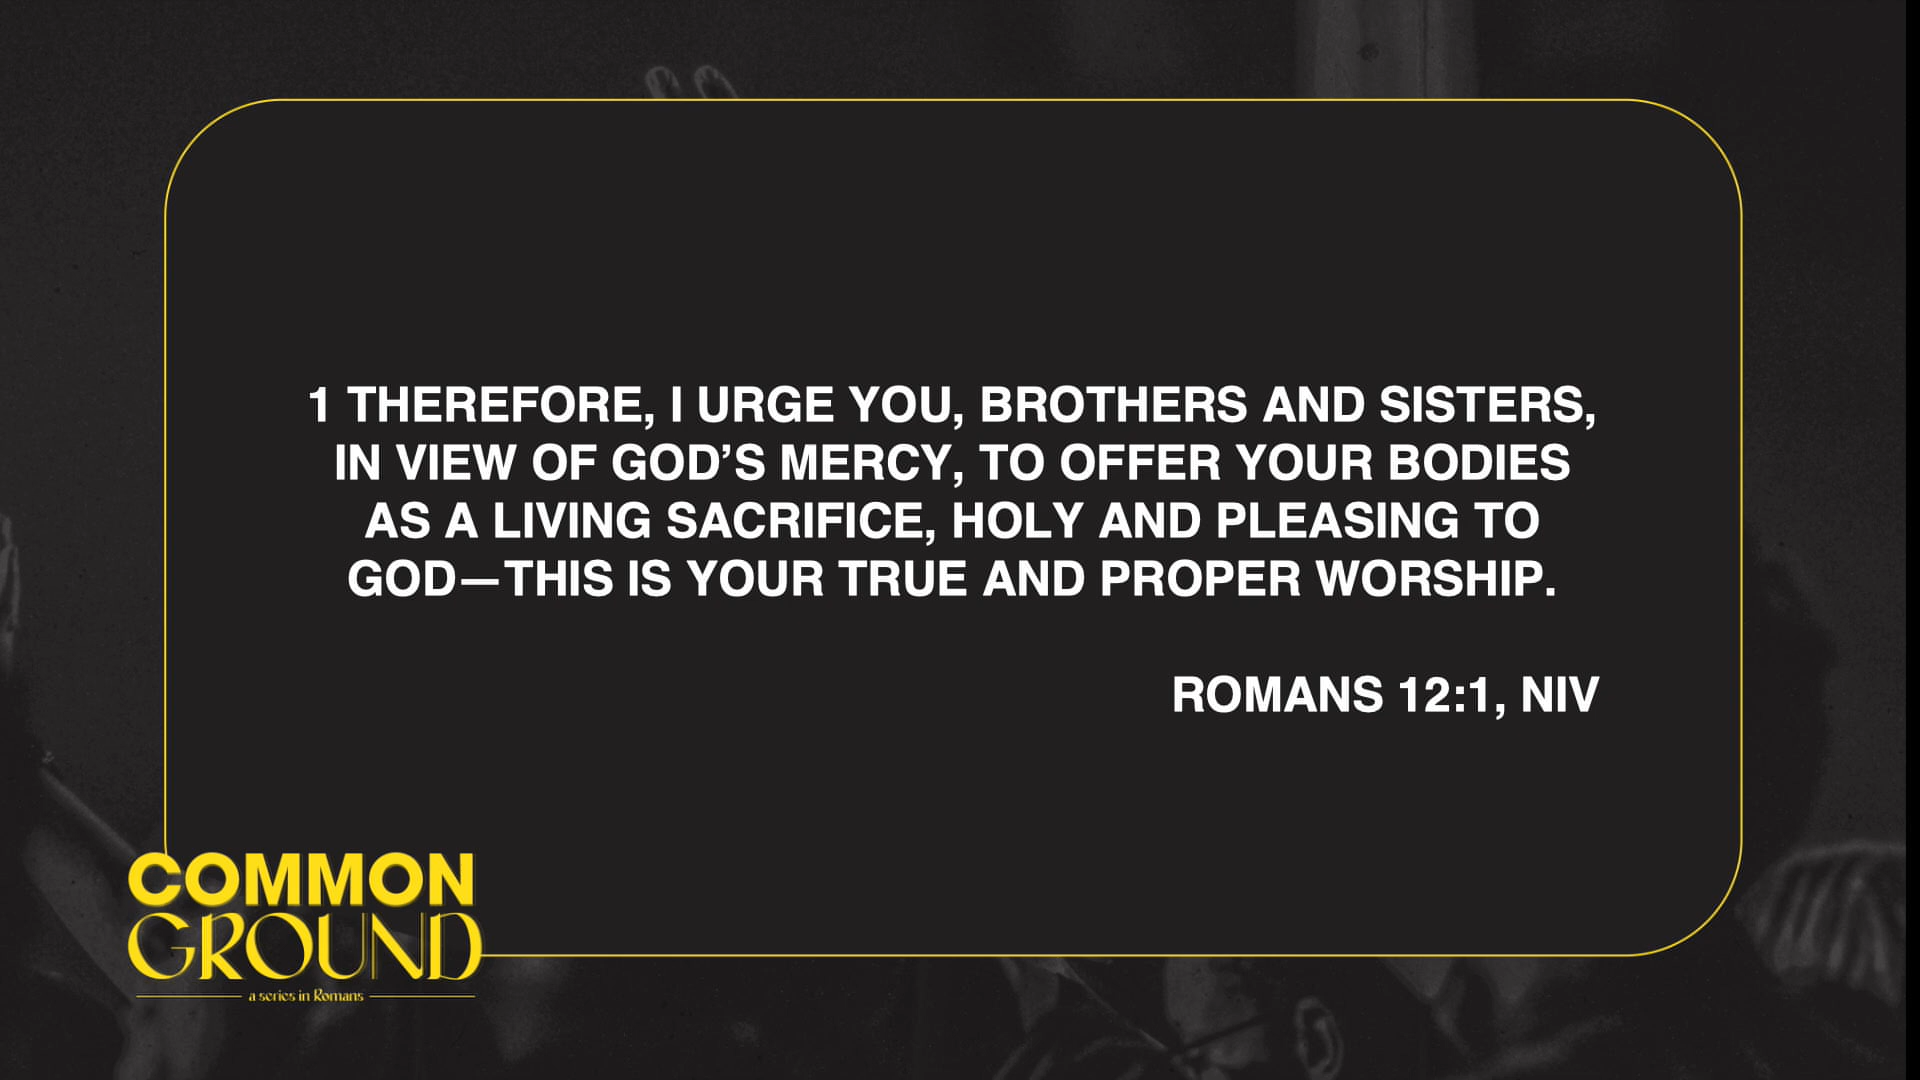 1 THEREFORE, I URGE YOU, BROTHERS AND SISTERS,
IN VIEW OF GOD’S MERCY, TO OFFER YOUR BODIES
AS A LIVING SACRIFICE, HOLY AND PLEASING TO
GOD—THIS IS YOUR TRUE AND PROPER WORSHIP.
ROMANS 12:1, NIV
COMMON
GROUND
a series in Romans